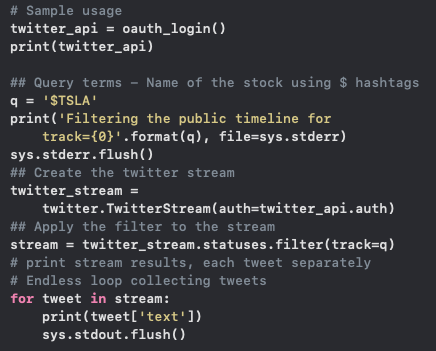 # Sample usage
twitter_api = oauth_login()
print(twitter_api)
## Query terms – Name of the stock using $ hashtags
q = '$TSLA'
print('Filtering the public timeline for
track={0}'.format(q), file=sys.stderr)
sys.stderr.flush()
## Create the twitter stream
twitter_stream =
twitter.TwitterStream(auth=twitter_api.auth)
## Apply the filter to the stream
stream = twitter_stream.statuses.filter(track=q)
# print stream results, each tweet separately
# Endless loop collecting tweets
for tweet in stream:
print(tweet['text'])
sys.stdout.flush()